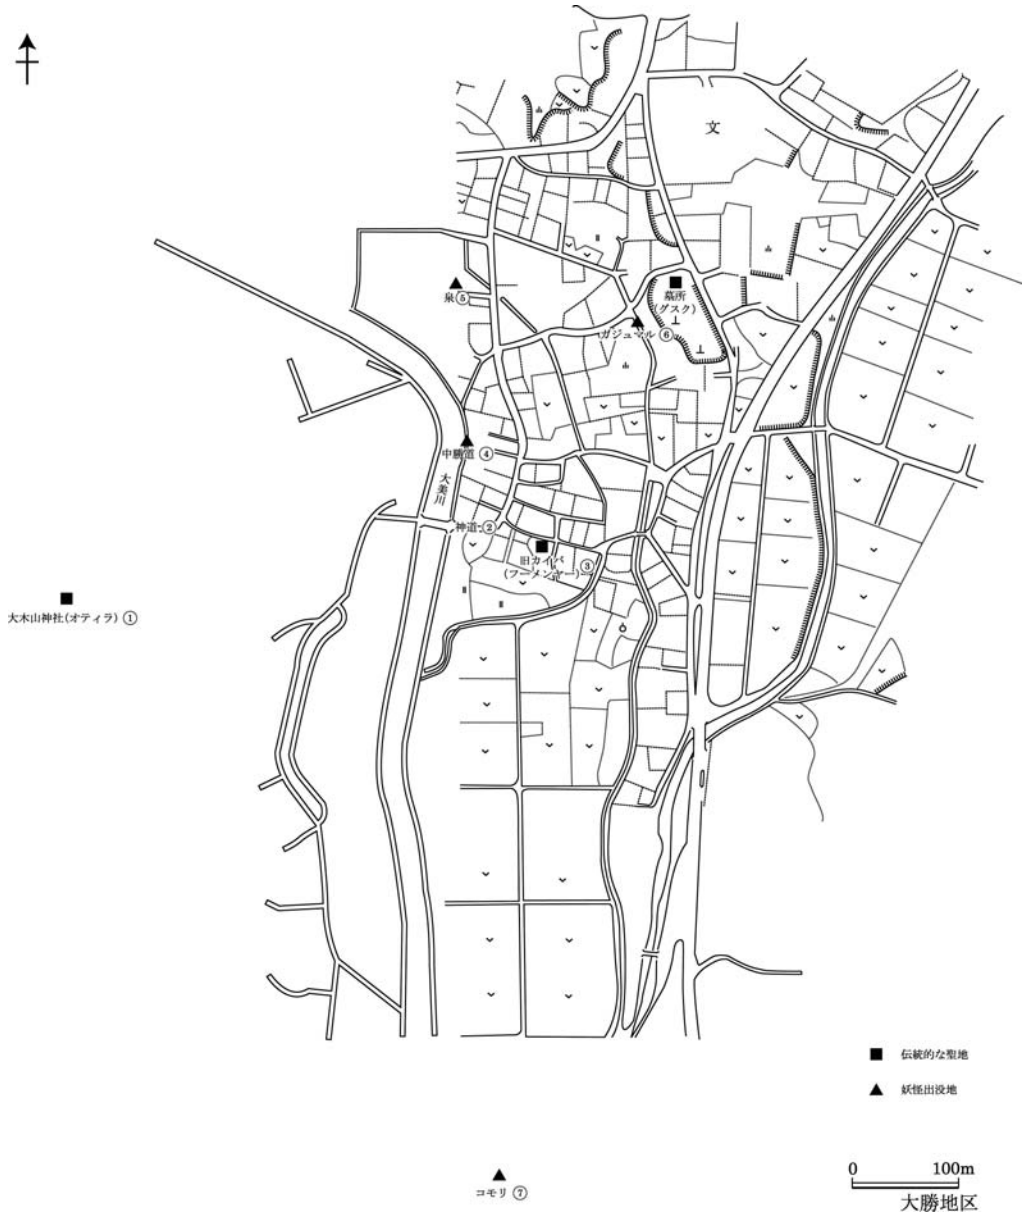 文
墓所
(グスク)
泉⑤
ガジュマル⑥
中勝道④
大美川
神道②
旧カイバ
(フーメンヤー)③
大木山神社(オティラ)①
伝統的な聖地
妖怪出没地
コモリ⑦
0 100m
大勝地区